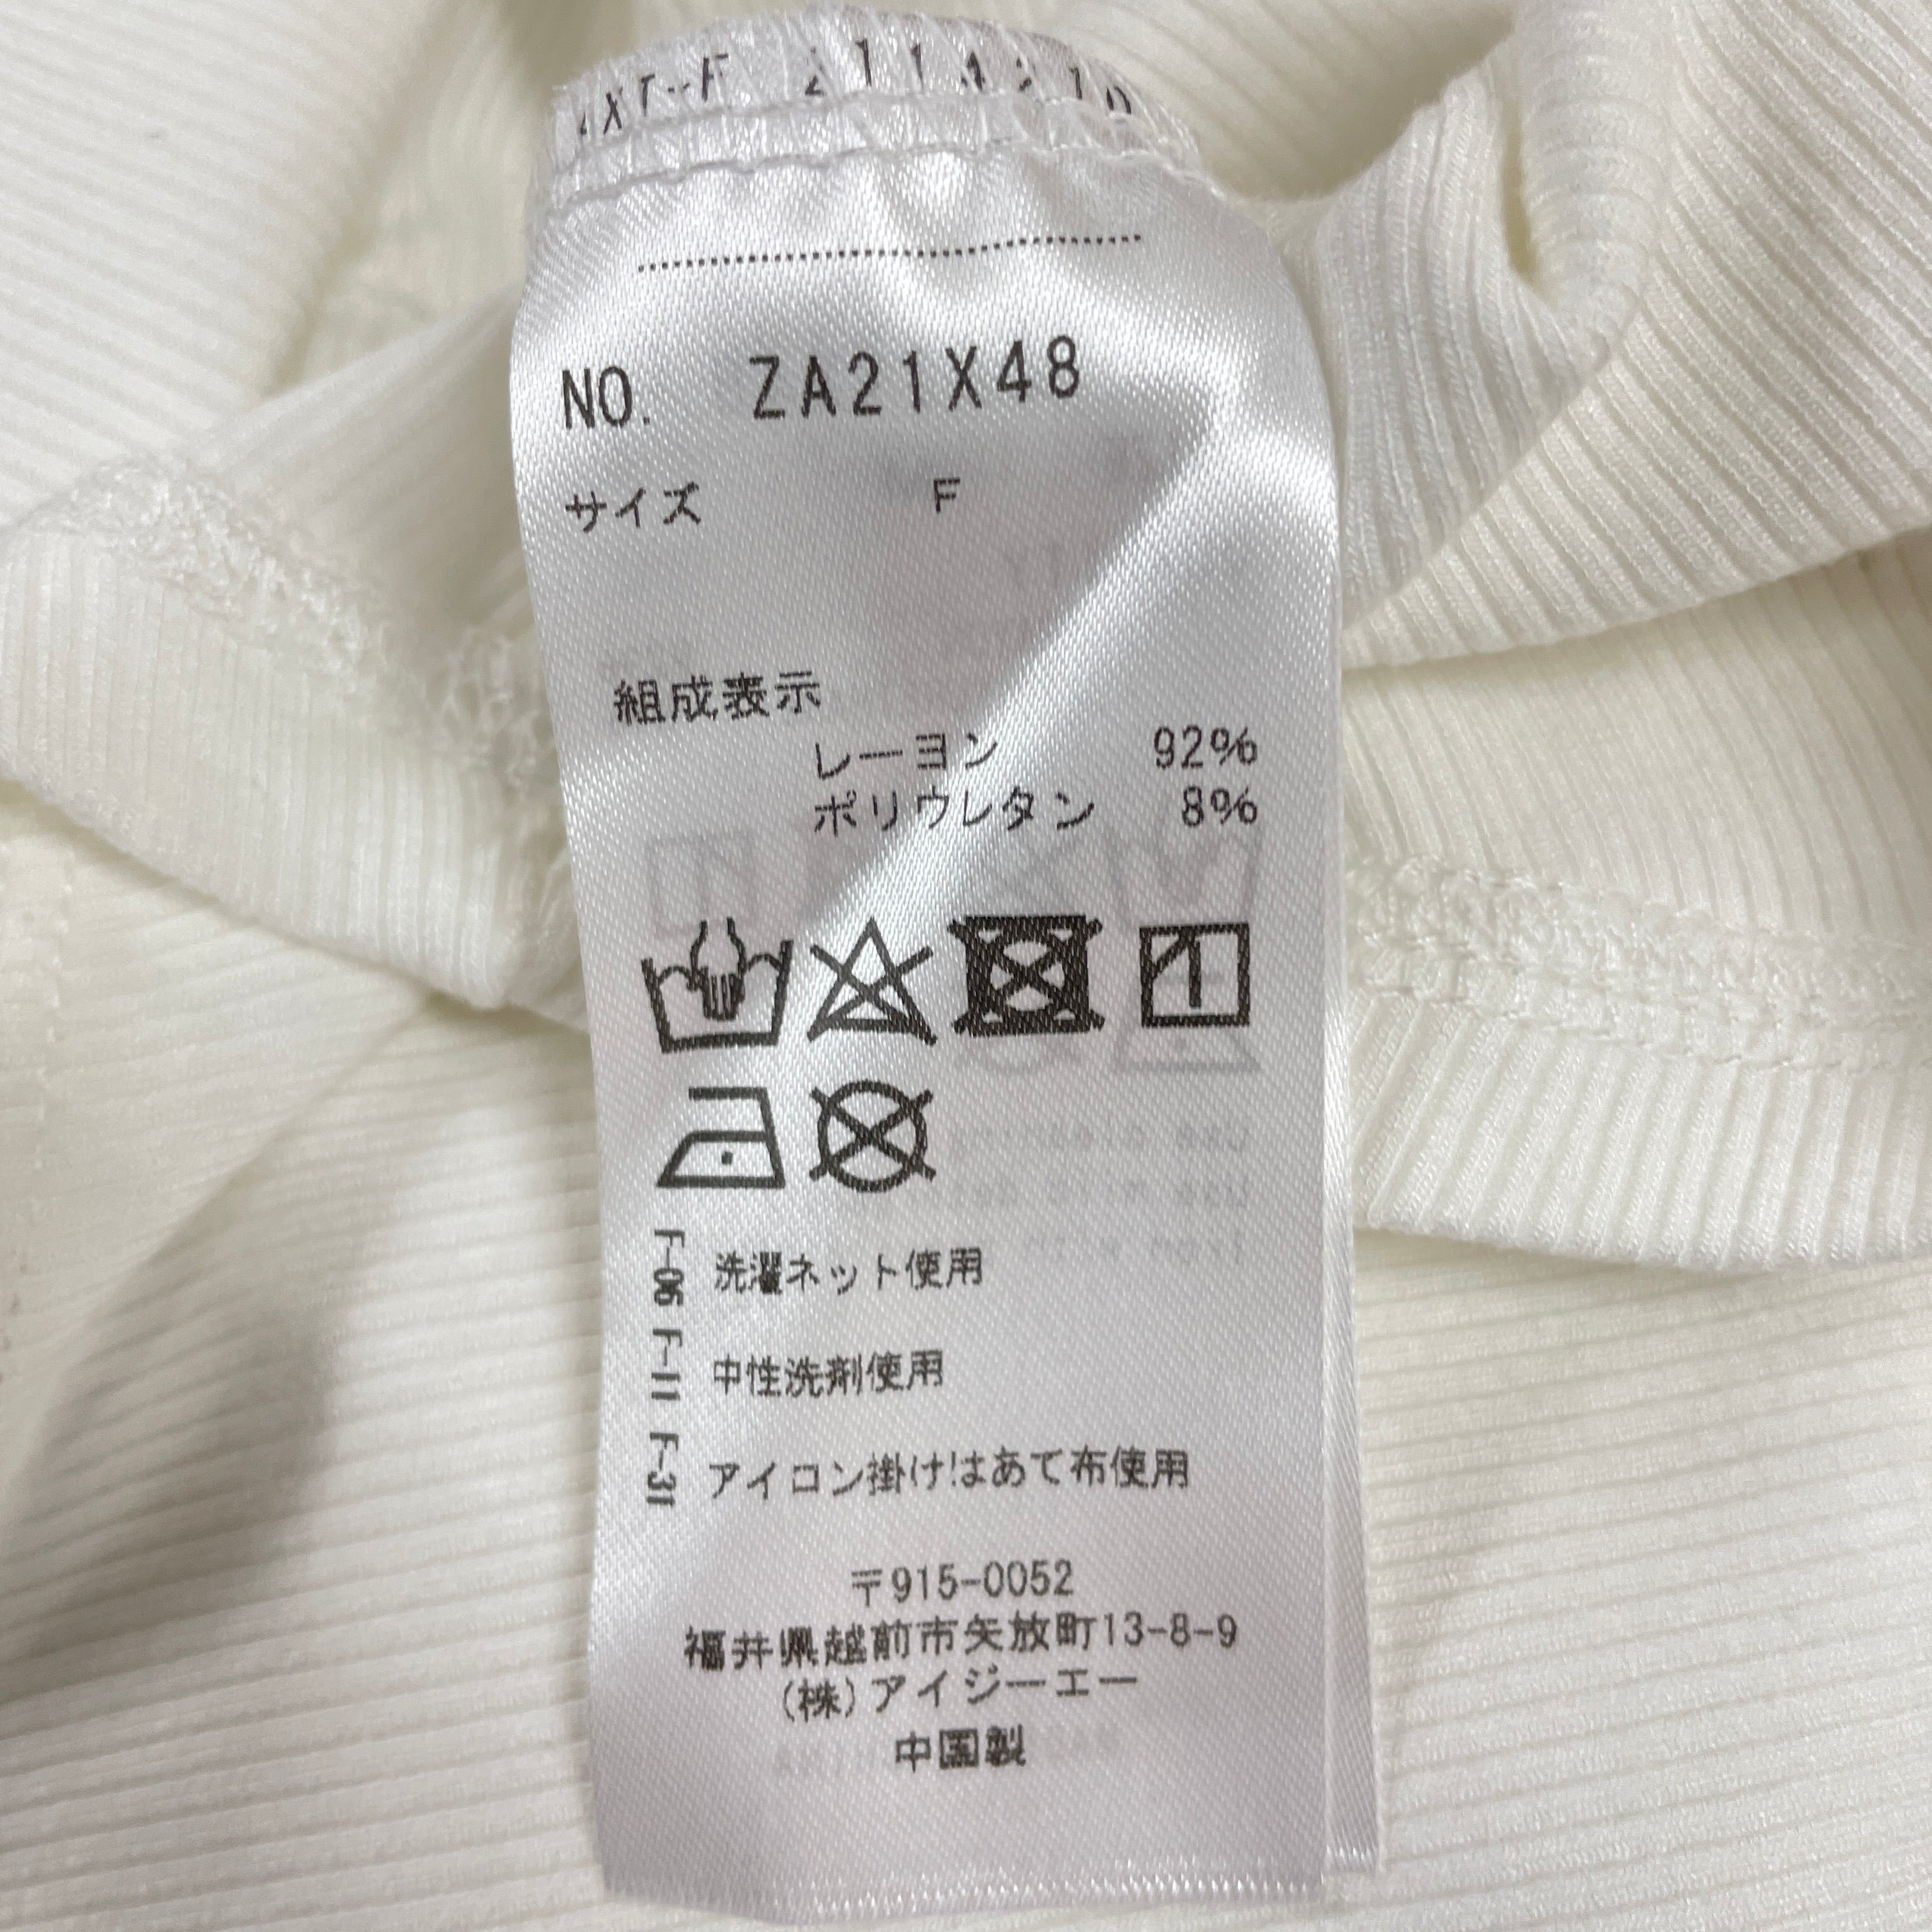 NO. ZA21X48
サイズ F
組成表示
レーヨン 92%
ポリウレタン 8%
F-06 洗濯ネット使用
F-11 中性洗剤使用
F-31 アイロン掛けはあて布使用
〒915-0052
福井県越前市矢放町13-8-9
(株)アイジーエー
中国製